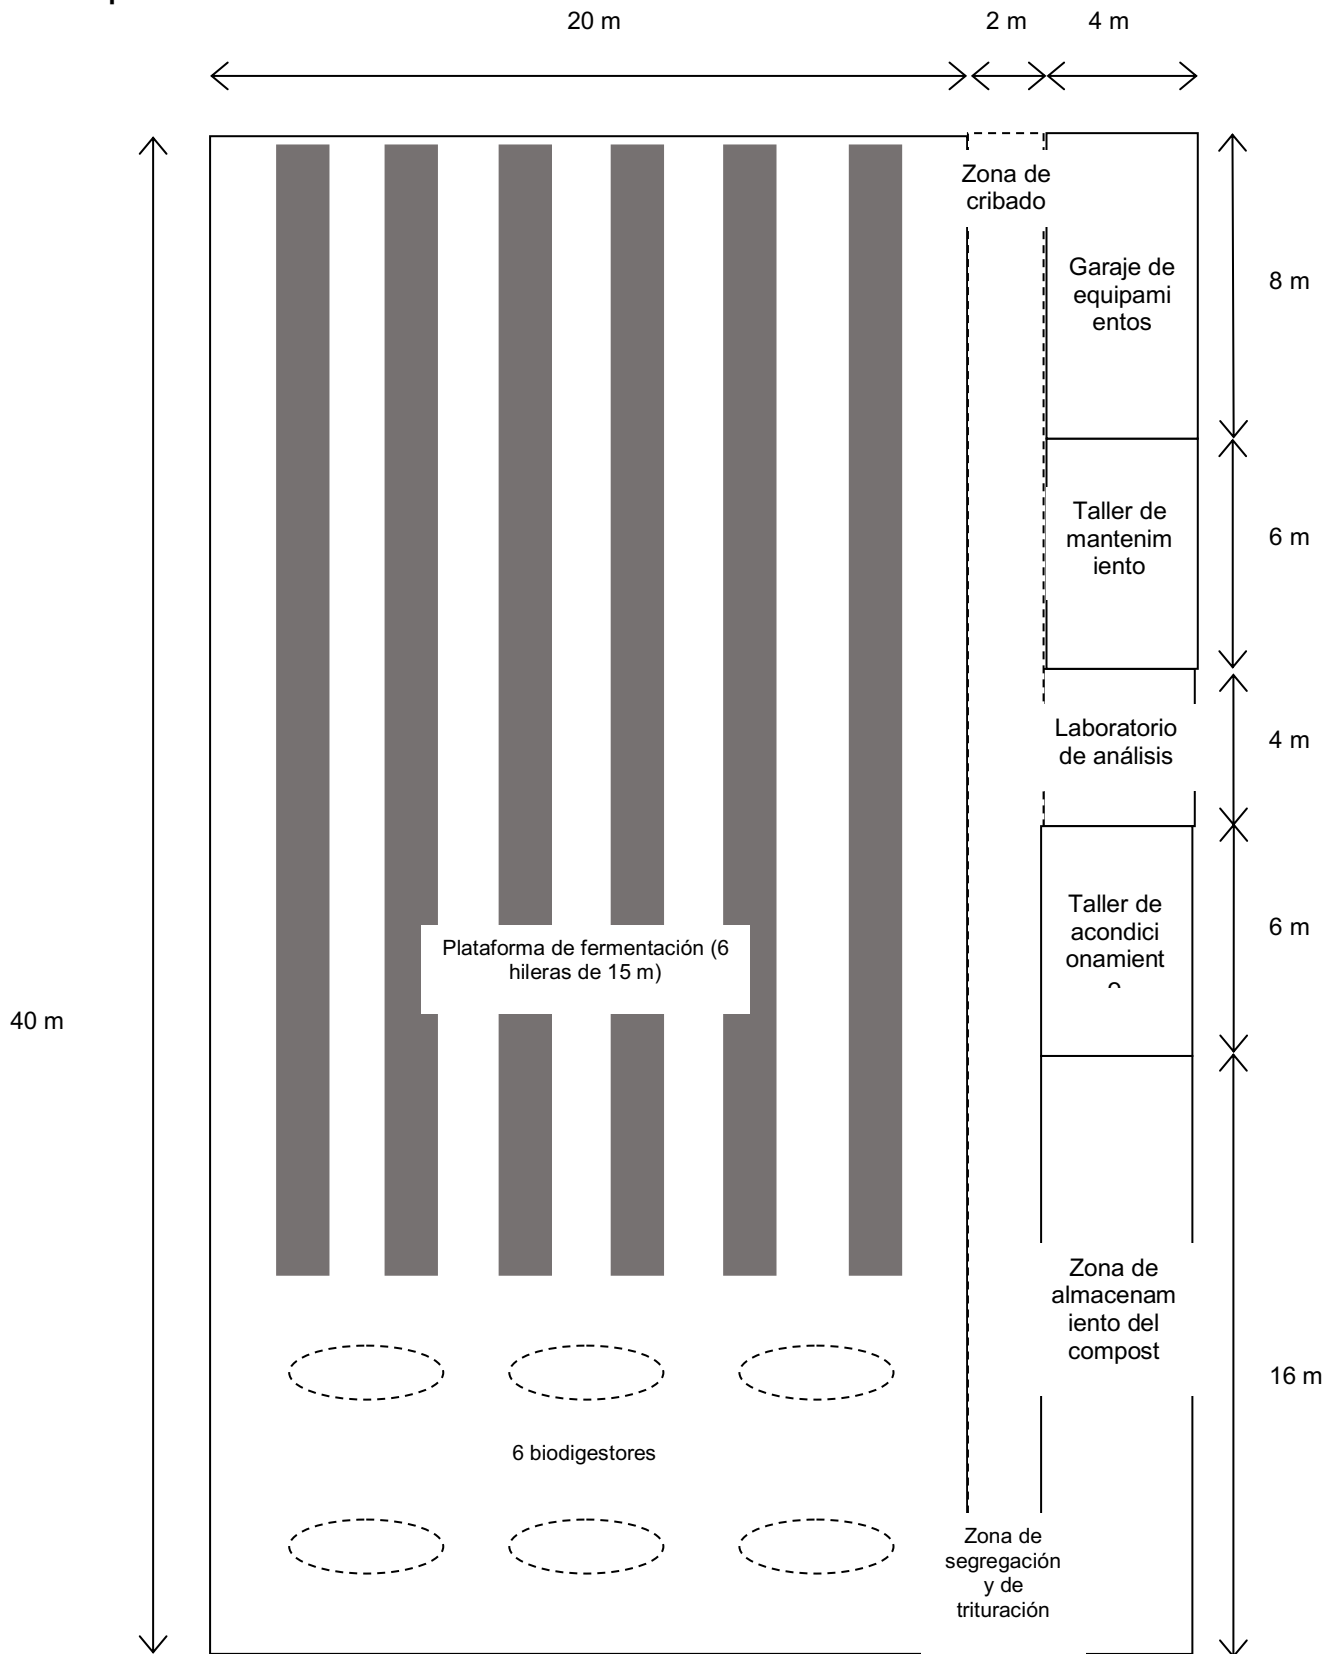 20 m
2 m
4 m
Zona de
cribado
Garaje de
equipami
entos
8 m
Taller de
mantenim
iento
6 m
Laboratorio
de análisis
4 m
Taller de
acondici
onamient
6 m
Plataforma de fermentación (6
hileras de 15 m)
40 m
Zona de
almacenam
iento del
compost
16 m
6 biodigestores
Zona de
segregación
y de
trituración